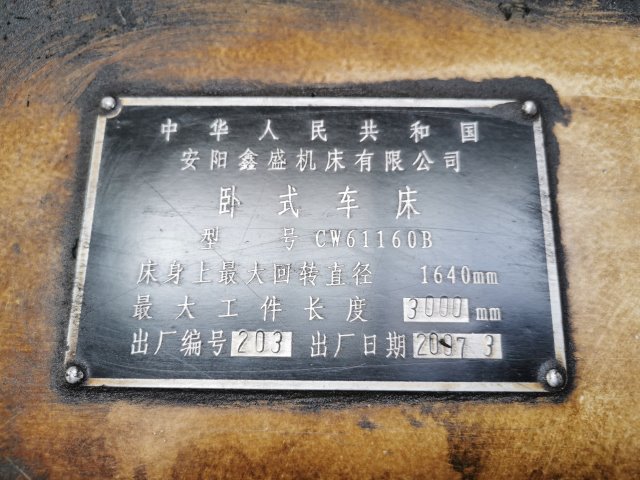 中华人民共和国
安阳鑫盛机床有限公司
卧式车床
型号 CW61160B
床身上最大回转直径 1640mm
最大工件长度 3000 mm
出厂编号 203 出厂日期 2007 3